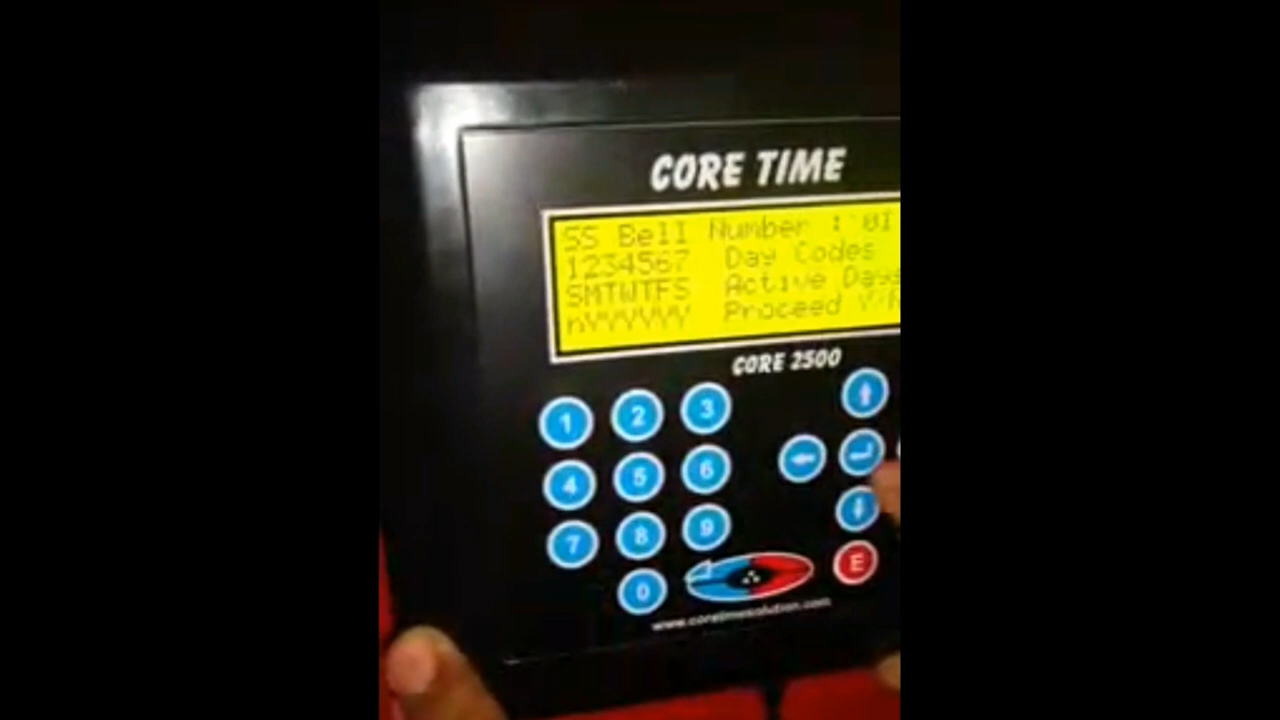 CORE TIME
SS Bell Number : 01
1234567 Day Codes
SMTWTFS Active Days
nYYYYYY Proceed Y/N
CORE 2500
1 2 3
4 5 6
7 8 9
0 E
www.coretimesolution.com